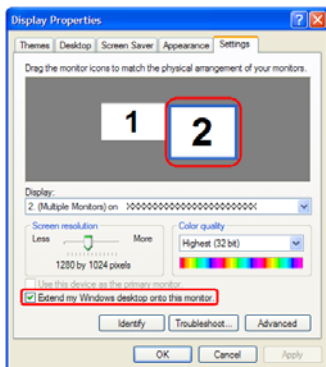 Display Properties
Themes Desktop Screen Saver Appearance Settings
Drag the monitor icons to match the physical arrangement of your monitors.
1 2
Display:
2. (Multiple Monitors) on XXXXXXXXXXXXXXXXXXXXXXX
Screen resolution Color quality
Less More Highest (32 bit)
1280 by 1024 pixels
Use this device as the primary monitor.
Extend my Windows desktop onto this monitor.
Identify Troubleshoot... Advanced
OK Cancel Apply